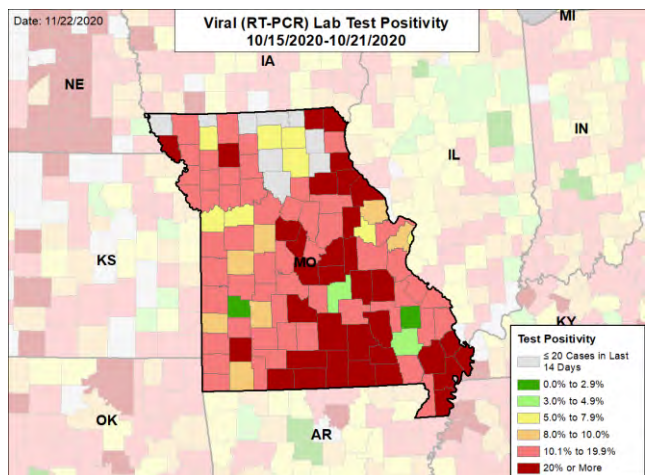 Date: 11/22/2020
Viral (RT-PCR) Lab Test Positivity
10/15/2020-10/21/2020
MI
IA
NE
IL
IN
KS
MO
KY
OK
AR
Test Positivity
≤ 20 Cases in Last
14 Days
0.0% to 2.9%
3.0% to 4.9%
5.0% to 7.9%
8.0% to 10.0%
10.1% to 19.9%
20% or More